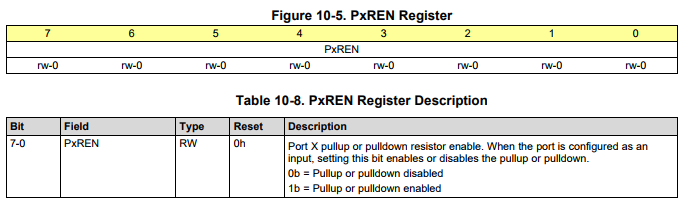 Figure 10-5. PxREN Register
7 6 5 4 3 2 1 0
PxREN
rw-0 rw-0 rw-0 rw-0 rw-0 rw-0 rw-0 rw-0
Table 10-8. PxREN Register Description
Bit Field Type Reset Description
7-0 PxREN RW 0h Port X pullup or pulldown resistor enable. When the port is configured as an
input, setting this bit enables or disables the pullup or pulldown.
0b = Pullup or pulldown disabled
1b = Pullup or pulldown enabled